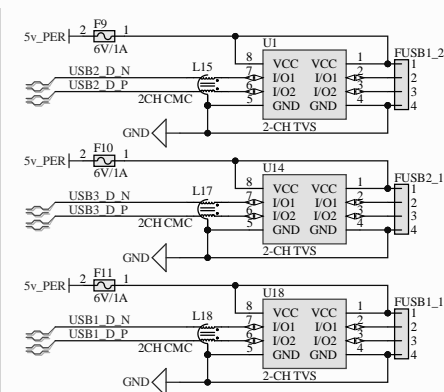 F9
5v_PER 2 1
6V/1A
U1
FUSB1_2
USB2_D_N L15 8 VCC VCC 1 1
USB2_D_P 7 I/O1 I/O1 2 2
6 I/O2 I/O2 3 3
2CH CMC 5 GND GND 4 4
GND 2-CH TVS
F10
5v_PER 2 1
6V/1A
U14
FUSB2_1
USB3_D_N L17 8 VCC VCC 1 1
USB3_D_P 7 I/O1 I/O1 2 2
6 I/O2 I/O2 3 3
2CH CMC 5 GND GND 4 4
GND 2-CH TVS
F11
5v_PER 2 1
6V/1A
U18
FUSB1_1
USB1_D_N L18 8 VCC VCC 1 1
USB1_D_P 7 I/O1 I/O1 2 2
6 I/O2 I/O2 3 3
2CH CMC 5 GND GND 4 4
GND 2-CH TVS